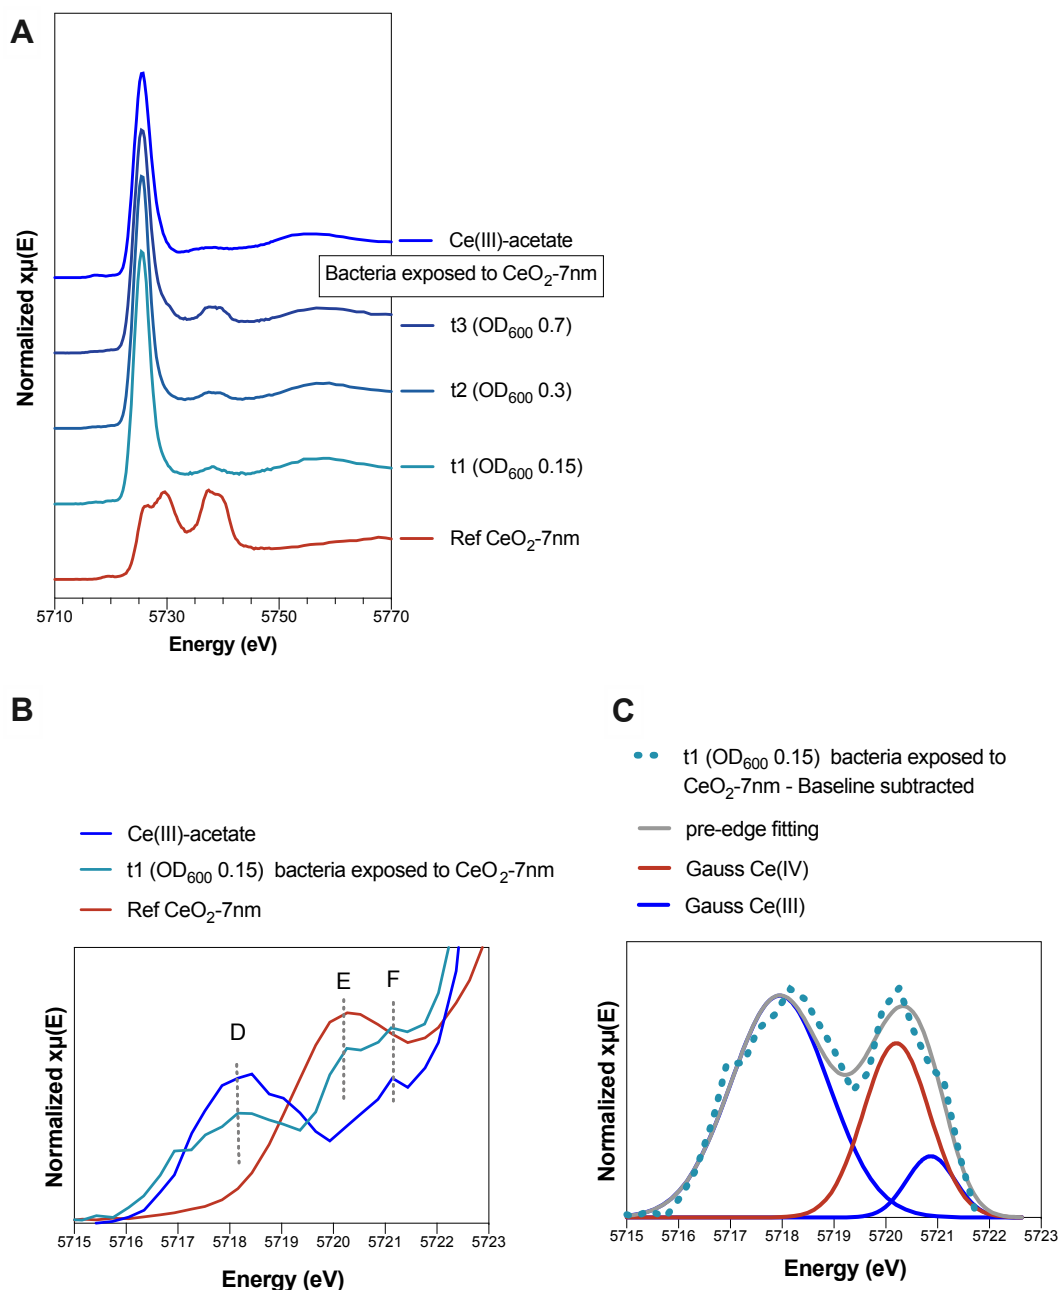 A
Normalized xμ(E)
Ce(III)-acetate
Bacteria exposed to CeO₂-7nm
t3 (OD₆₀₀ 0.7)
t2 (OD₆₀₀ 0.3)
t1 (OD₆₀₀ 0.15)
Ref CeO₂-7nm
5710 5730 5750 5770
Energy (eV)
B
Ce(III)-acetate
t1 (OD₆₀₀ 0.15) bacteria exposed to CeO₂-7nm
Ref CeO₂-7nm
D E F
Normalized xμ(E)
5715 5716 5717 5718 5719 5720 5721 5722 5723
Energy (eV)
C
t1 (OD₆₀₀ 0.15) bacteria exposed to
CeO₂-7nm - Baseline subtracted
pre-edge fitting
Gauss Ce(IV)
Gauss Ce(III)
Normalized xμ(E)
5715 5716 5717 5718 5719 5720 5721 5722 5723
Energy (eV)